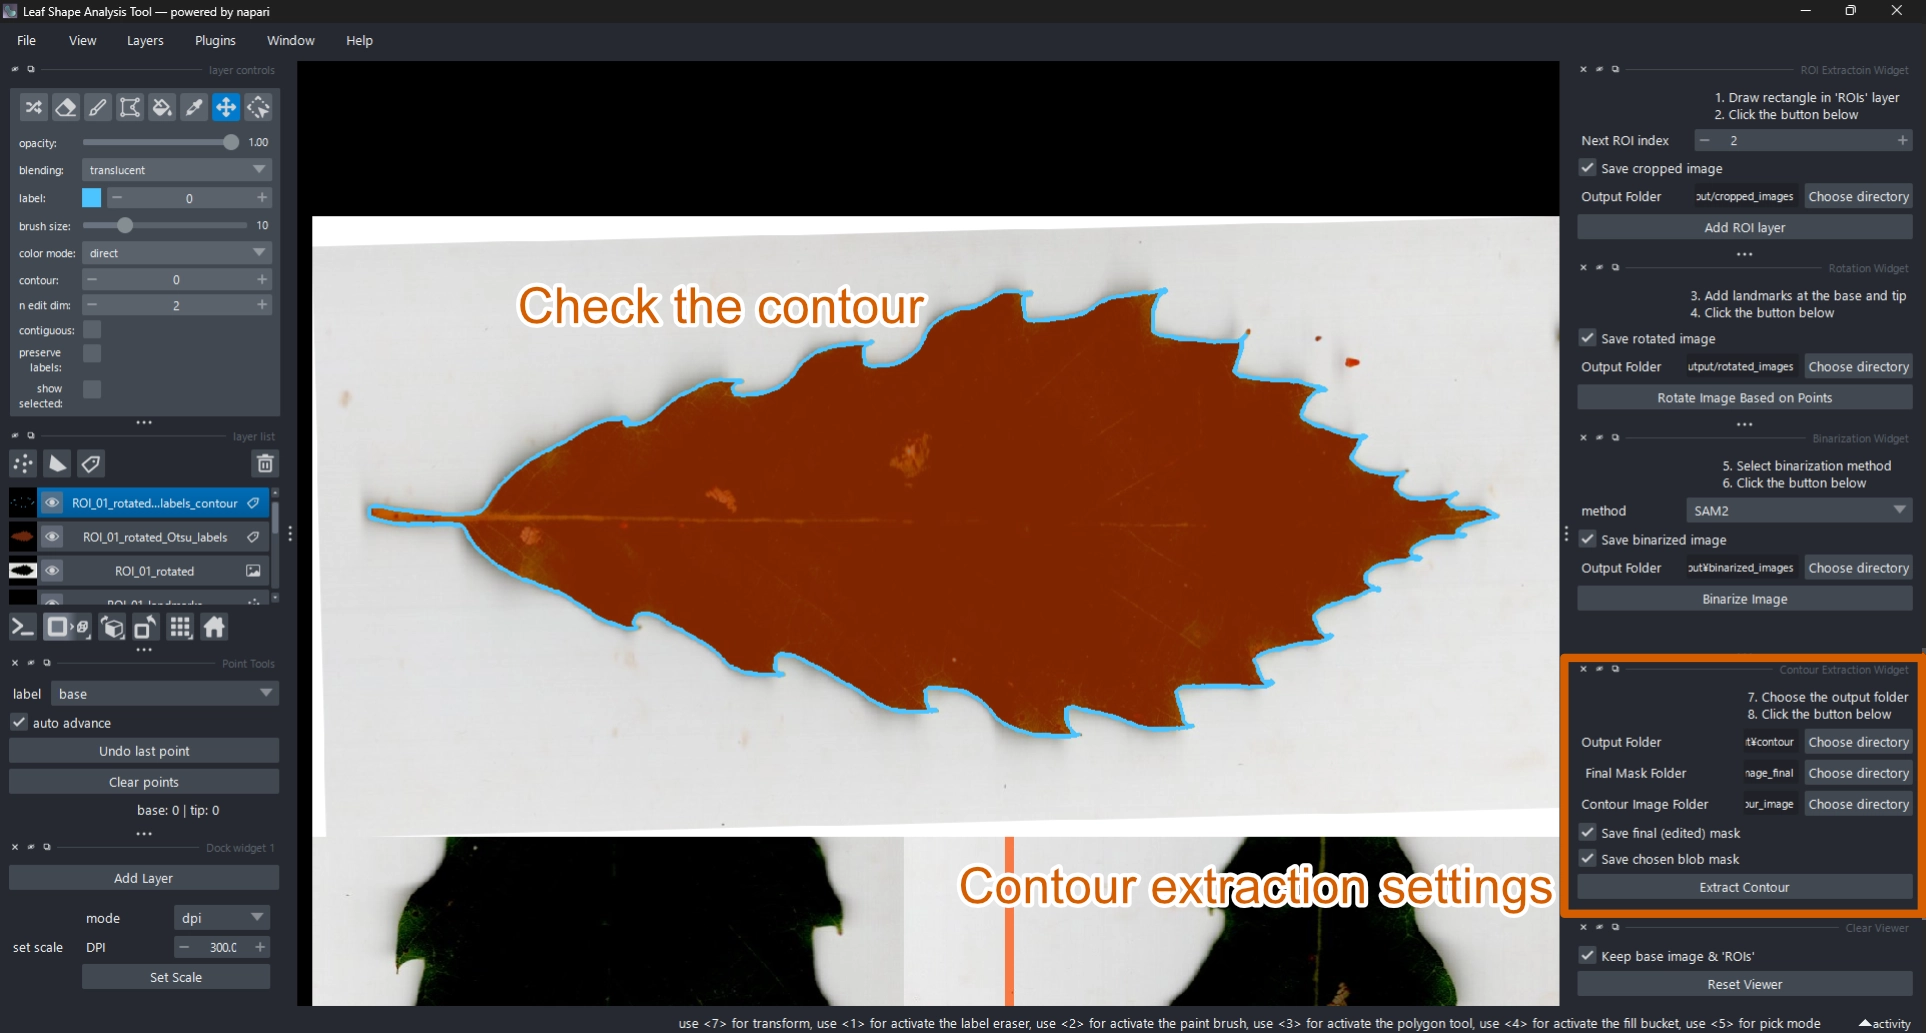 Leaf Shape Analysis Tool — powered by napari
File View Layers Plugins Window Help
layer controls
opacity: 1.00
blending: translucent
label: 0
brush size: 10
color mode: direct
contour: 0
n edit dim: 2
contiguous:
preserve
labels:
show
selected:
layer list
ROI_01_rotated...labels_contour
ROI_01_rotated_Otsu_labels
ROI_01_rotated
ROI_01_landmarks
Point Tools
label base
auto advance
Undo last point
Clear points
base: 0 | tip: 0
Dock widget 1
Add Layer
mode dpi
set scale DPI 300.0
Set Scale
Check the contour
Contour extraction settings
ROI Extractoin Widget
1. Draw rectangle in 'ROIs' layer
2. Click the button below
Next ROI index 2
Save cropped image
Output Folder out/cropped_images Choose directory
Add ROI layer
Rotation Widget
3. Add landmarks at the base and tip
4. Click the button below
Save rotated image
Output Folder utput/rotated_images Choose directory
Rotate Image Based on Points
Binarization Widget
5. Select binarization method
6. Click the button below
method SAM2
Save binarized image
Output Folder out¥binarized_images Choose directory
Binarize Image
Contour Extraction Widget
7. Choose the output folder
8. Click the button below
Output Folder t¥contour Choose directory
Final Mask Folder nage_final Choose directory
Contour Image Folder our_image Choose directory
Save final (edited) mask
Save chosen blob mask
Extract Contour
Clear Viewer
Keep base image & 'ROIs'
Reset Viewer
use <7> for transform, use <1> for activate the label eraser, use <2> for activate the paint brush, use <3> for activate the polygon tool, use <4> for activate the fill bucket, use <5> for pick mode
activity